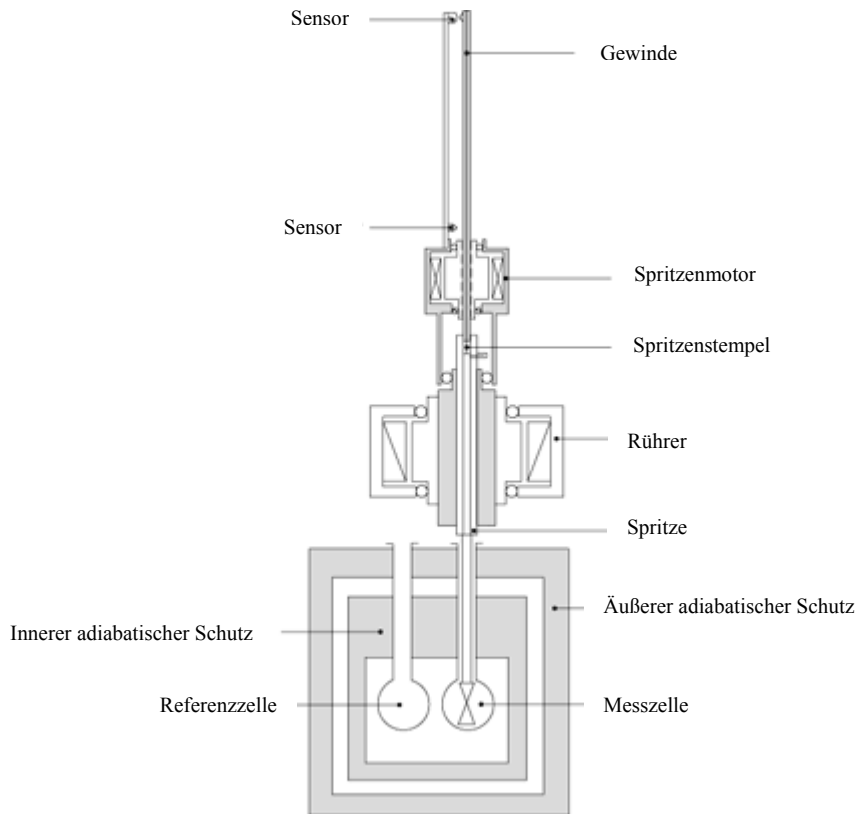 Sensor
Gewinde
Sensor
Spritzenmotor
Spritzenstempel
Rührer
Spritze
Äußerer adiabatischer Schutz
Innerer adiabatischer Schutz
Referenzzelle
Messzelle